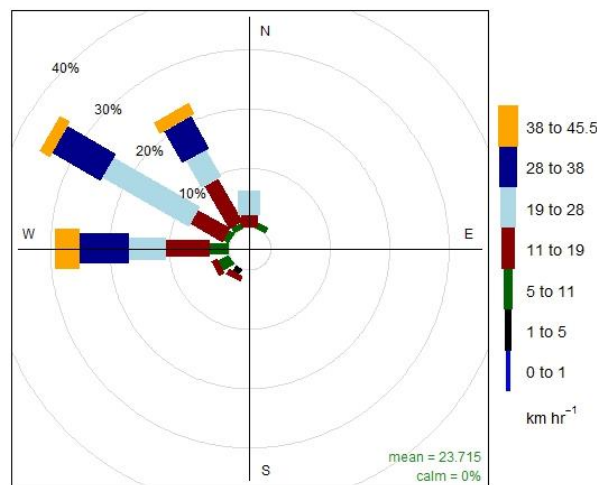 N
40%
30%
20%
10%
W
E
S
mean = 23.715
calm = 0%
38 to 45.5
28 to 38
19 to 28
11 to 19
5 to 11
1 to 5
0 to 1
km hr⁻¹